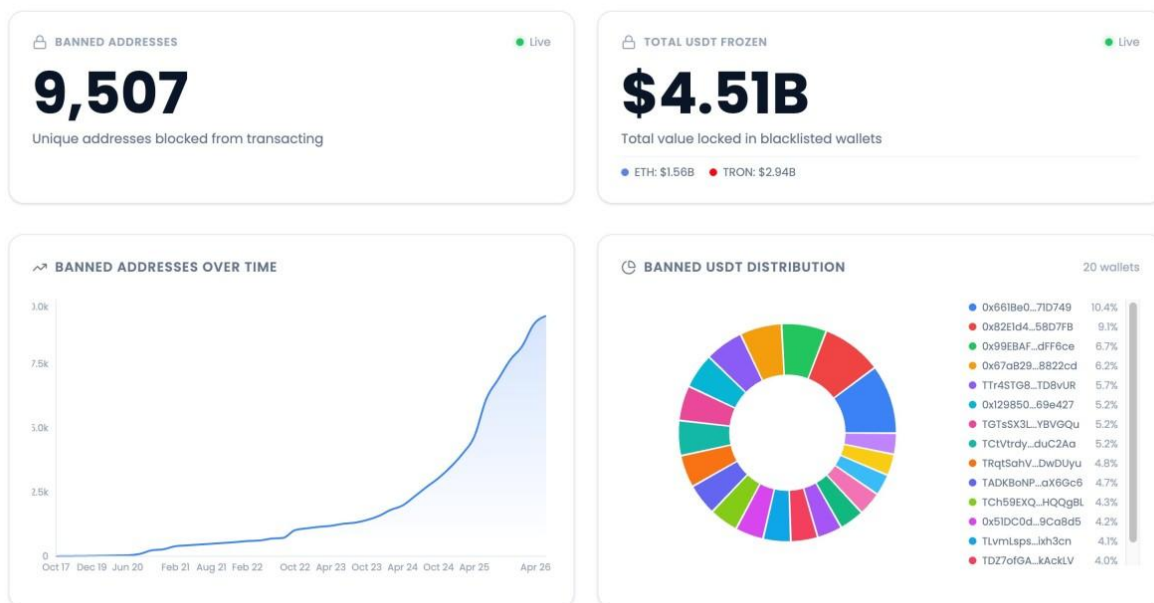 BANNED ADDRESSES
Live
9,507
Unique addresses blocked from transacting
TOTAL USDT FROZEN
Live
$4.51B
Total value locked in blacklisted wallets
ETH: $1.56B TRON: $2.94B
BANNED ADDRESSES OVER TIME
0.0k
7.5k
5.0k
2.5k
0
Oct 17 Dec 19 Jun 20 Feb 21 Aug 21 Feb 22 Oct 22 Apr 23 Oct 23 Apr 24 Oct 24 Apr 25 Apr 26
BANNED USDT DISTRIBUTION
20 wallets
0x661Be0...71D749 10.4%
0x82E1d4...58D7FB 9.1%
0x99EBAF...dFF6ce 6.7%
0x67aB29...8822cd 6.2%
TTr4STG8...TD8vUR 5.7%
0x129850...69e427 5.2%
TGTsSX3L...YBVGQu 5.2%
TCtVtrdy...duC2Aa 5.2%
TRqtSahV...DwDUyu 4.8%
TADKBoNP...aX6Gc6 4.7%
TCh59EXQ...HQQgBL 4.3%
0x51DC0d...9Ca8d5 4.2%
TLvmLsps...ixh3cn 4.1%
TDZ7ofGA...kAckLV 4.0%